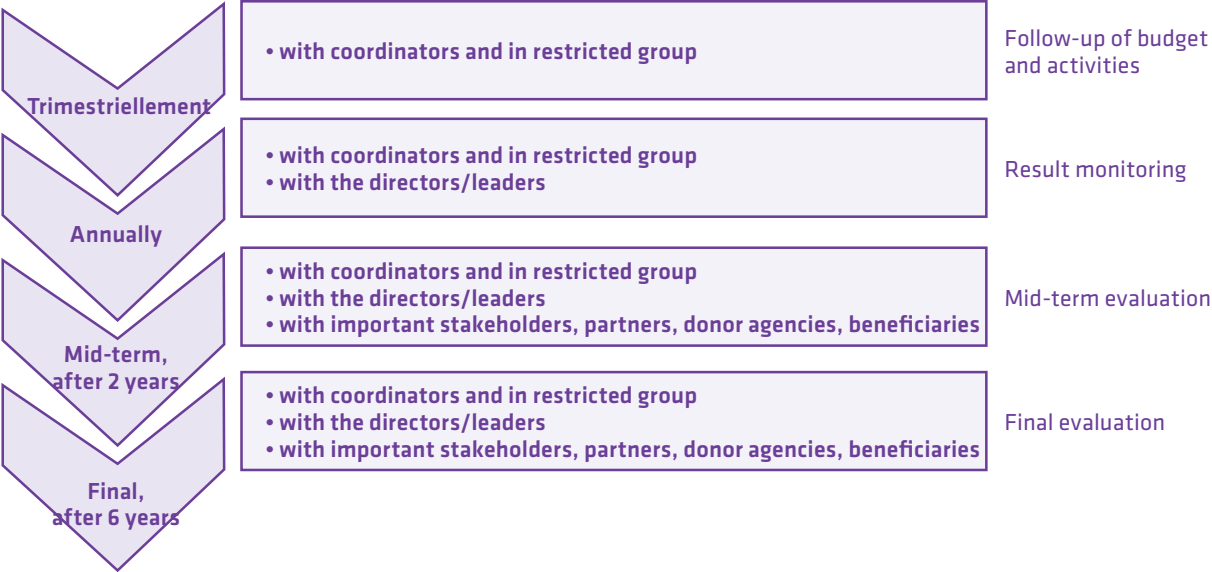 Trimestriellement
• with coordinators and in restricted group
Follow-up of budget
and activities
Annually
• with coordinators and in restricted group
• with the directors/leaders
Result monitoring
Mid-term,
after 2 years
• with coordinators and in restricted group
• with the directors/leaders
• with important stakeholders, partners, donor agencies, beneficiaries
Mid-term evaluation
Final,
after 6 years
• with coordinators and in restricted group
• with the directors/leaders
• with important stakeholders, partners, donor agencies, beneficiaries
Final evaluation